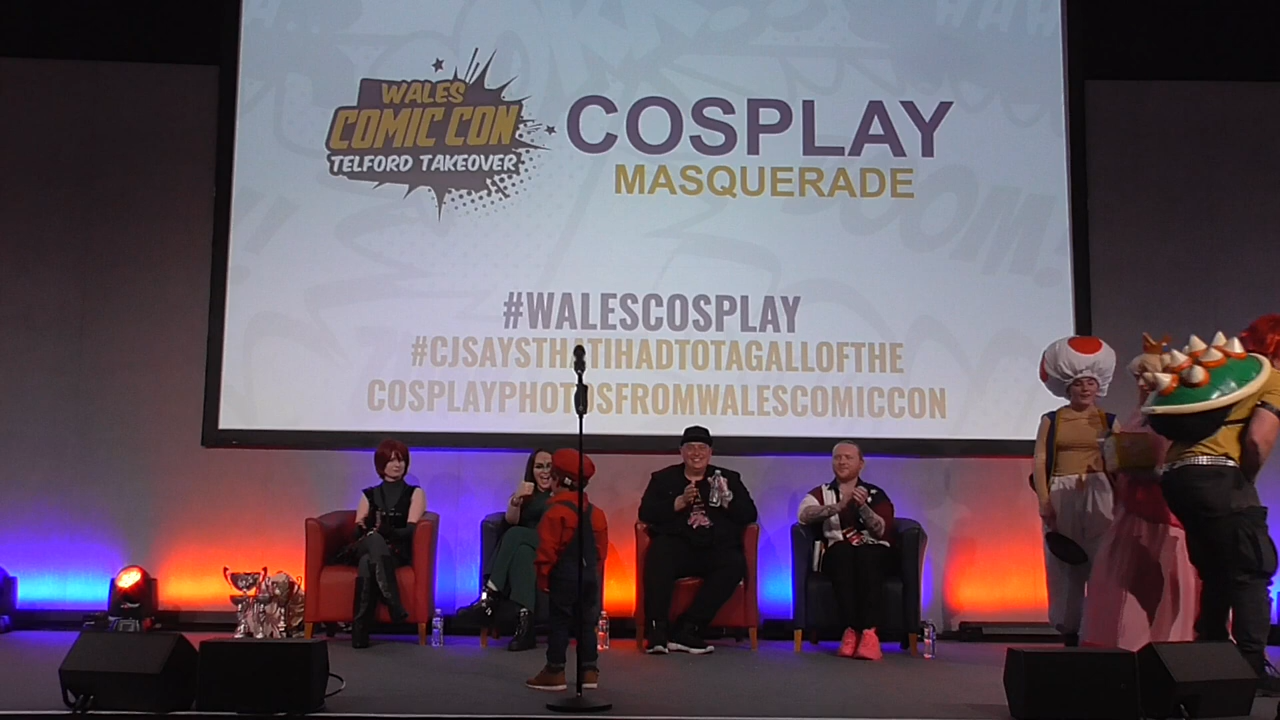 WALES
COMIC CON
TELFORD TAKEOVER
COSPLAY
MASQUERADE
#WALESCOSPLAY
#CJSAYSTHATIHADTOTAGALLOFTHE
COSPLAYPHOTOSFROMWALESCOMICCON